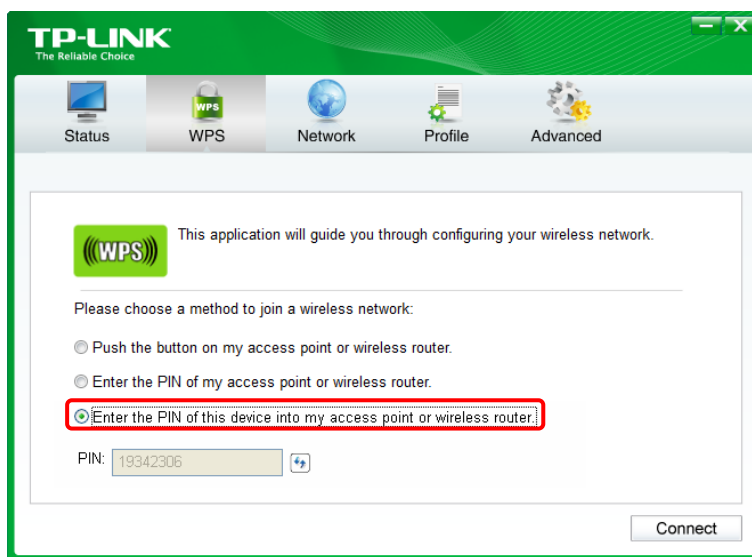 TP-LINK
The Reliable Choice
WPS
Status WPS Network Profile Advanced
(((WPS)))
This application will guide you through configuring your wireless network.
Please choose a method to join a wireless network:
Push the button on my access point or wireless router.
Enter the PIN of my access point or wireless router.
Enter the PIN of this device into my access point or wireless router.
PIN: 19342306
Connect